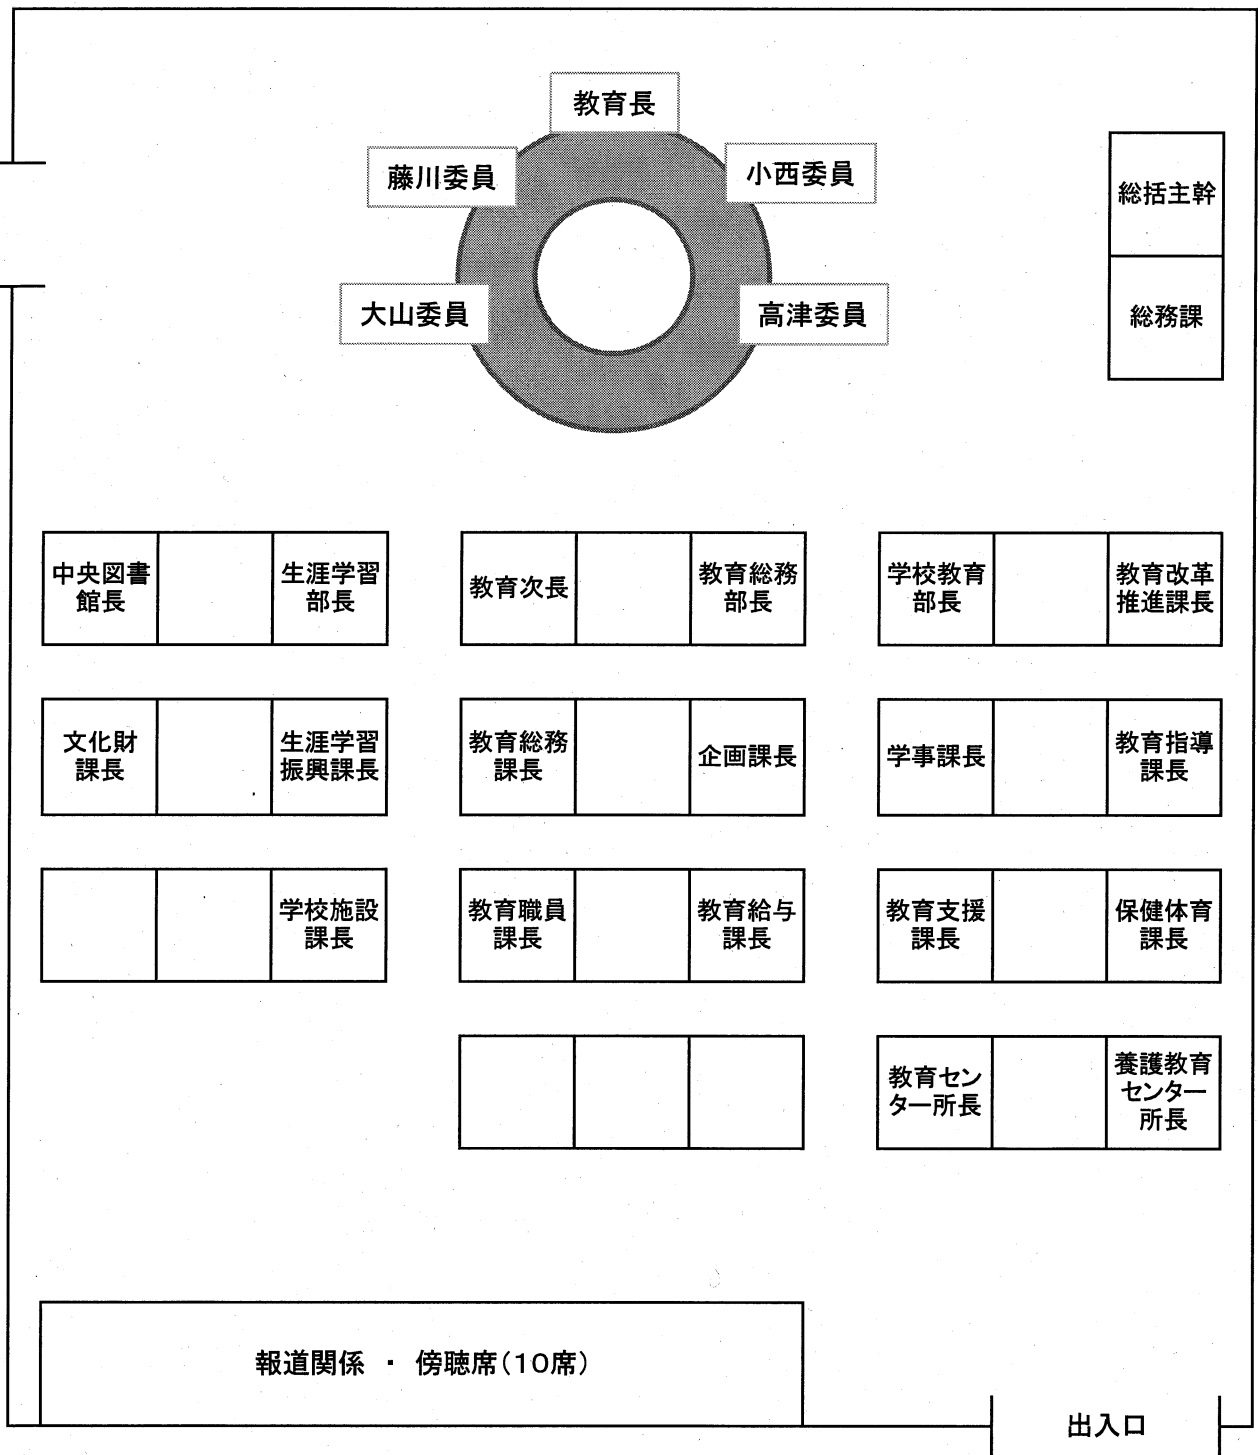 教育長
藤川委員
小西委員
大山委員
高津委員
総括主幹
総務課
中央図書
館長
生涯学習
部長
教育次長
教育総務
部長
学校教育
部長
教育改革
推進課長
文化財
課長
生涯学習
振興課長
教育総務
課長
企画課長
学事課長
教育指導
課長
学校施設
課長
教育職員
課長
教育給与
課長
教育支援
課長
保健体育
課長
教育セン
ター所長
養護教育
センター
所長
報道関係 ・ 傍聴席（１０席）
出入口